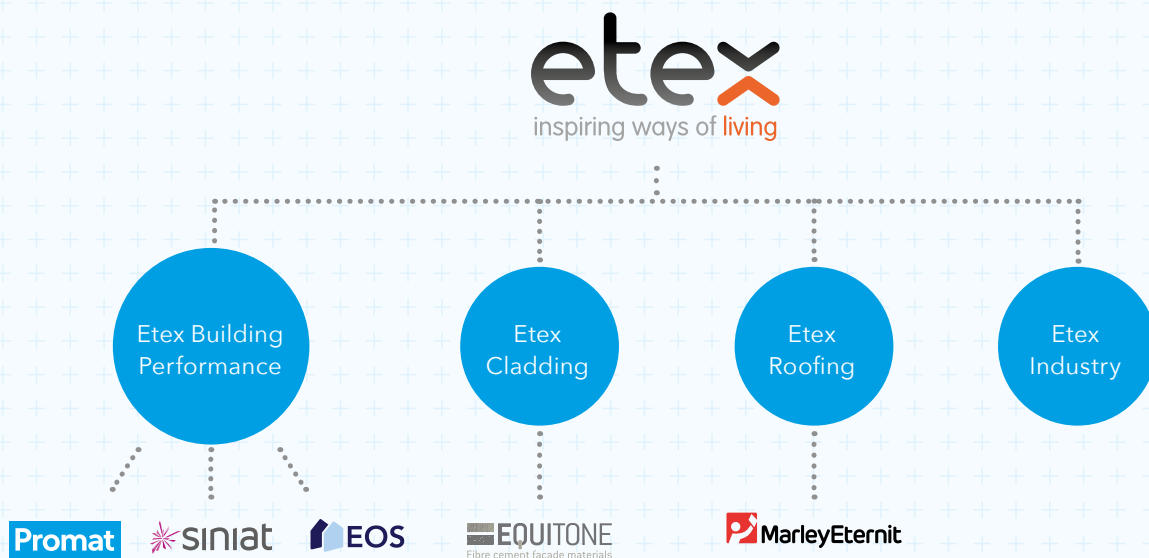 etex
inspiring ways of living
Etex Building
Performance
Etex
Cladding
Etex
Roofing
Etex
Industry
Promat
siniat
EOS
EQUITONE
Fibre cement facade materials
MarleyEternit